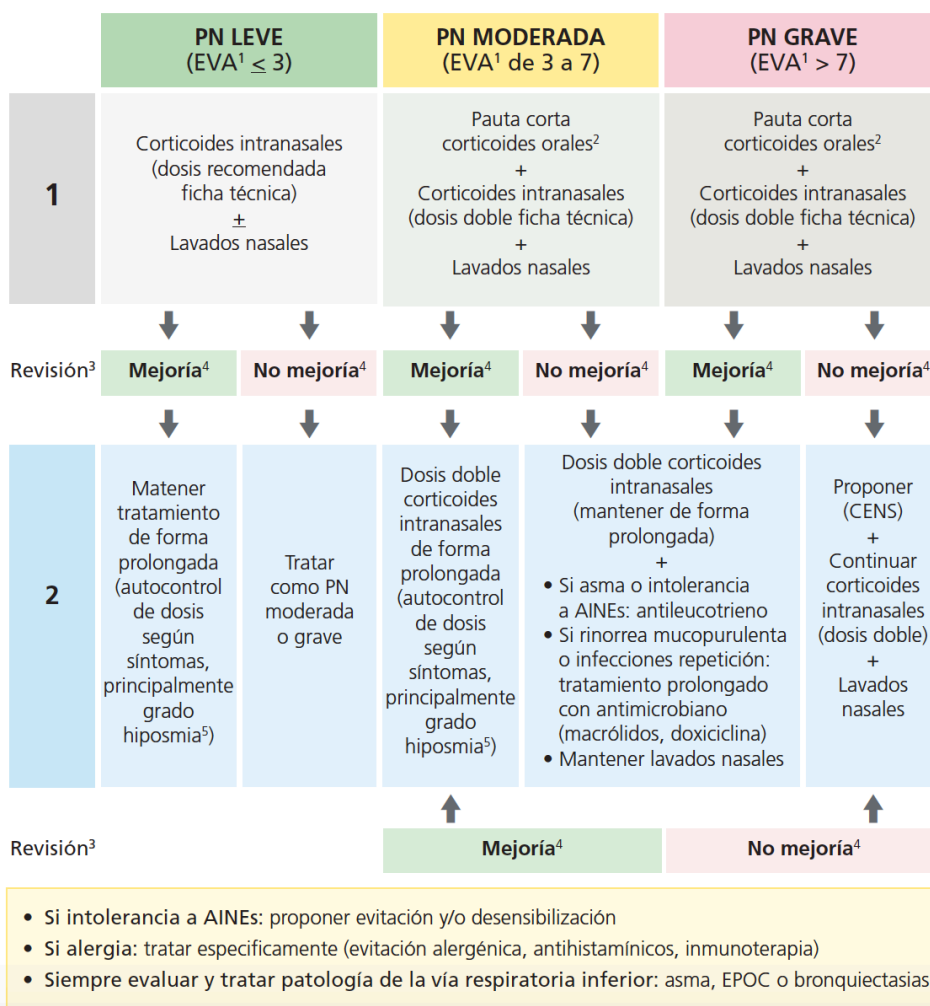 PN LEVE
(EVA¹ ≤ 3)
PN MODERADA
(EVA¹ de 3 a 7)
PN GRAVE
(EVA¹ > 7)
1
Corticoides intranasales
(dosis recomendada
ficha técnica)
±
Lavados nasales
Pauta corta
corticoides orales²
+
Corticoides intranasales
(dosis doble ficha técnica)
+
Lavados nasales
Pauta corta
corticoides orales²
+
Corticoides intranasales
(dosis doble ficha técnica)
+
Lavados nasales
Revisión³
Mejoría⁴
No mejoría⁴
Mejoría⁴
No mejoría⁴
Mejoría⁴
No mejoría⁴
2
Matener
tratamiento
de forma
prolongada
(autocontrol
de dosis
según
síntomas,
principalmente
grado
hiposmia⁵)
Tratar
como PN
moderada
o grave
Dosis doble
corticoides
intranasales
de forma
prolongada
(autocontrol
de dosis
según
síntomas,
principalmente
grado
hiposmia⁵)
Dosis doble corticoides
intranasales
(mantener de forma
prolongada)
+
• Si asma o intolerancia
a AINEs: antileucotrieno
• Si rinorrea mucopurulenta
o infecciones repetición:
tratamiento prolongado
con antimicrobiano
(macrólidos, doxiciclina)
• Mantener lavados nasales
Proponer
(CENS)
+
Continuar
corticoides
intranasales
(dosis doble)
+
Lavados
nasales
Revisión³
Mejoría⁴
No mejoría⁴
• Si intolerancia a AINEs: proponer evitación y/o desensibilización
• Si alergia: tratar especificamente (evitación alergénica, antihistamínicos, inmunoterapia)
• Siempre evaluar y tratar patología de la vía respiratoria inferior: asma, EPOC o bronquiectasias